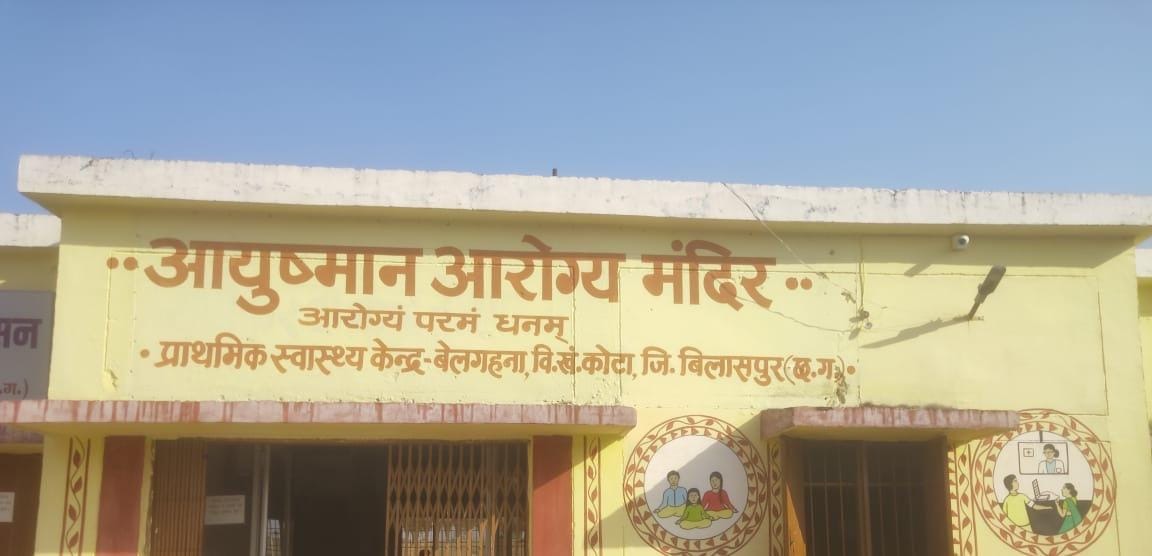 आयुष्मान आरोग्य मंदिर
आरोग्यं परमं धनम्
प्राथमिक स्वास्थ्य केन्द्र-बेलगहना, वि.खं.कोटा, जि. बिलासपुर (छ.ग.)